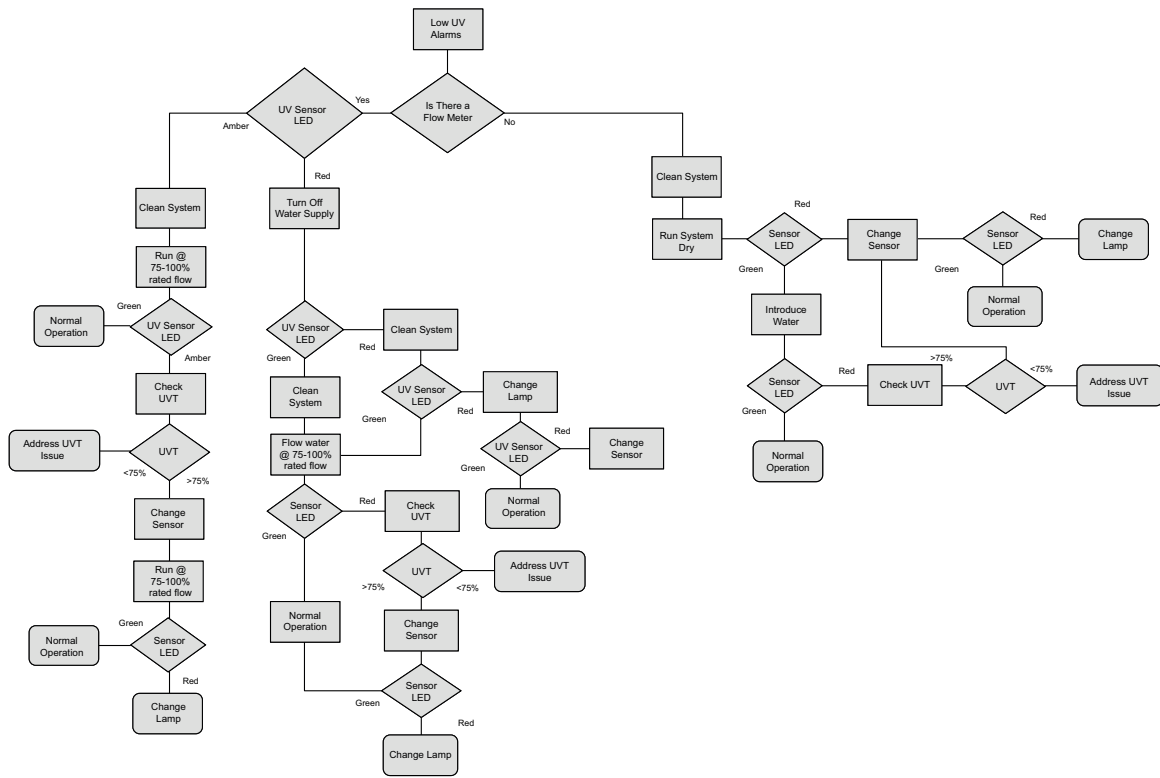 Low UV
Alarms
Is There a
Flow Meter
Yes
No
UV Sensor
LED
Amber
Red
Clean System
Run @
75-100%
rated flow
Green
Normal
Operation
UV Sensor
LED
Amber
Check
UVT
Address UVT
Issue
UVT
<75%
>75%
Change
Sensor
Run @
75-100%
rated flow
Green
Normal
Operation
Sensor
LED
Red
Change
Lamp
Turn Off
Water Supply
UV Sensor
LED
Red
Green
Clean System
Clean
System
UV Sensor
LED
Green
Red
Change
Lamp
UV Sensor
LED
Red
Green
Change
Sensor
Normal
Operation
Flow water
@ 75-100%
rated flow
Sensor
LED
Red
Green
Check
UVT
UVT
>75%
<75%
Address UVT
Issue
Normal
Operation
Change
Sensor
Sensor
LED
Green
Red
Change Lamp
Clean System
Run System
Dry
Sensor
LED
Red
Green
Change
Sensor
Sensor
LED
Red
Green
Change
Lamp
Normal
Operation
Introduce
Water
Sensor
LED
Red
Green
Check UVT
>75%
<75%
UVT
Address UVT
Issue
Normal
Operation